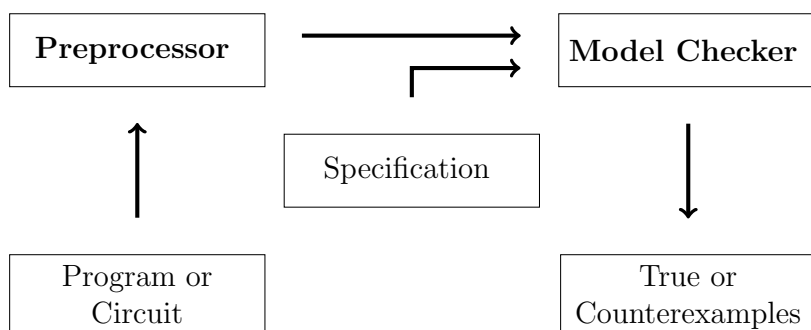 Preprocessor
Model Checker
Specification
Program or
Circuit
True or
Counterexamples